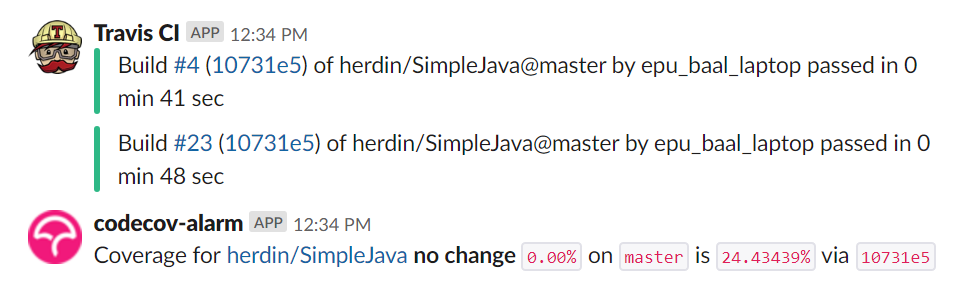 Travis CI APP 12:34 PM
Build #4 (10731e5) of herdin/SimpleJava@master by epu_baal_laptop passed in 0
min 41 sec
Build #23 (10731e5) of herdin/SimpleJava@master by epu_baal_laptop passed in 0
min 48 sec
codecov-alarm APP 12:34 PM
Coverage for herdin/SimpleJava no change 0.00% on master is 24.43439% via 10731e5